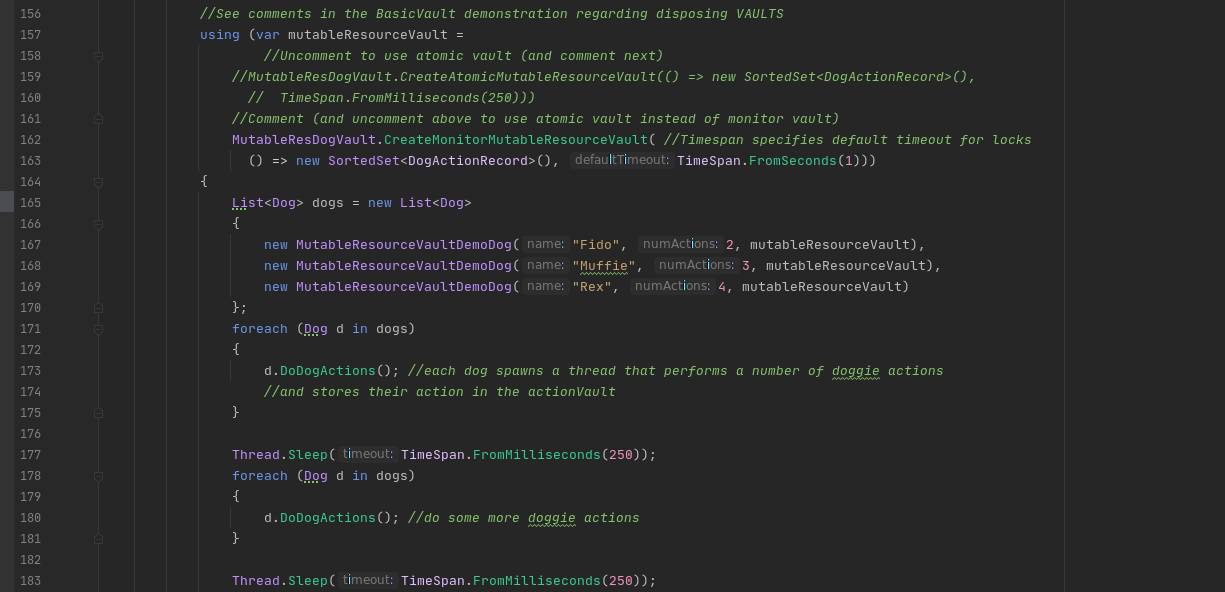 156 //See comments in the BasicVault demonstration regarding disposing VAULTS
157 using (var mutableResourceVault =
158 //Uncomment to use atomic vault (and comment next)
159 //MutableResDogVault.CreateAtomicMutableResourceVault(() => new SortedSet<DogActionRecord>(),
160 //  TimeSpan.FromMilliseconds(250)))
161 //Comment (and uncomment above to use atomic vault instead of monitor vault)
162 MutableResDogVault.CreateMonitorMutableResourceVault( //Timespan specifies default timeout for locks
163 () => new SortedSet<DogActionRecord>(), defaultTimeout: TimeSpan.FromSeconds(1)))
164 {
165 List<Dog> dogs = new List<Dog>
166 {
167 new MutableResourceVaultDemoDog( name: "Fido", numActions: 2, mutableResourceVault),
168 new MutableResourceVaultDemoDog( name: "Muffie", numActions: 3, mutableResourceVault),
169 new MutableResourceVaultDemoDog( name: "Rex", numActions: 4, mutableResourceVault)
170 };
171 foreach (Dog d in dogs)
172 {
173 d.DoDogActions(); //each dog spawns a thread that performs a number of doggie actions
174 //and stores their action in the actionVault
175 }
176
177 Thread.Sleep( timeout: TimeSpan.FromMilliseconds(250));
178 foreach (Dog d in dogs)
179 {
180 d.DoDogActions(); //do some more doggie actions
181 }
182
183 Thread.Sleep( timeout: TimeSpan.FromMilliseconds(250));